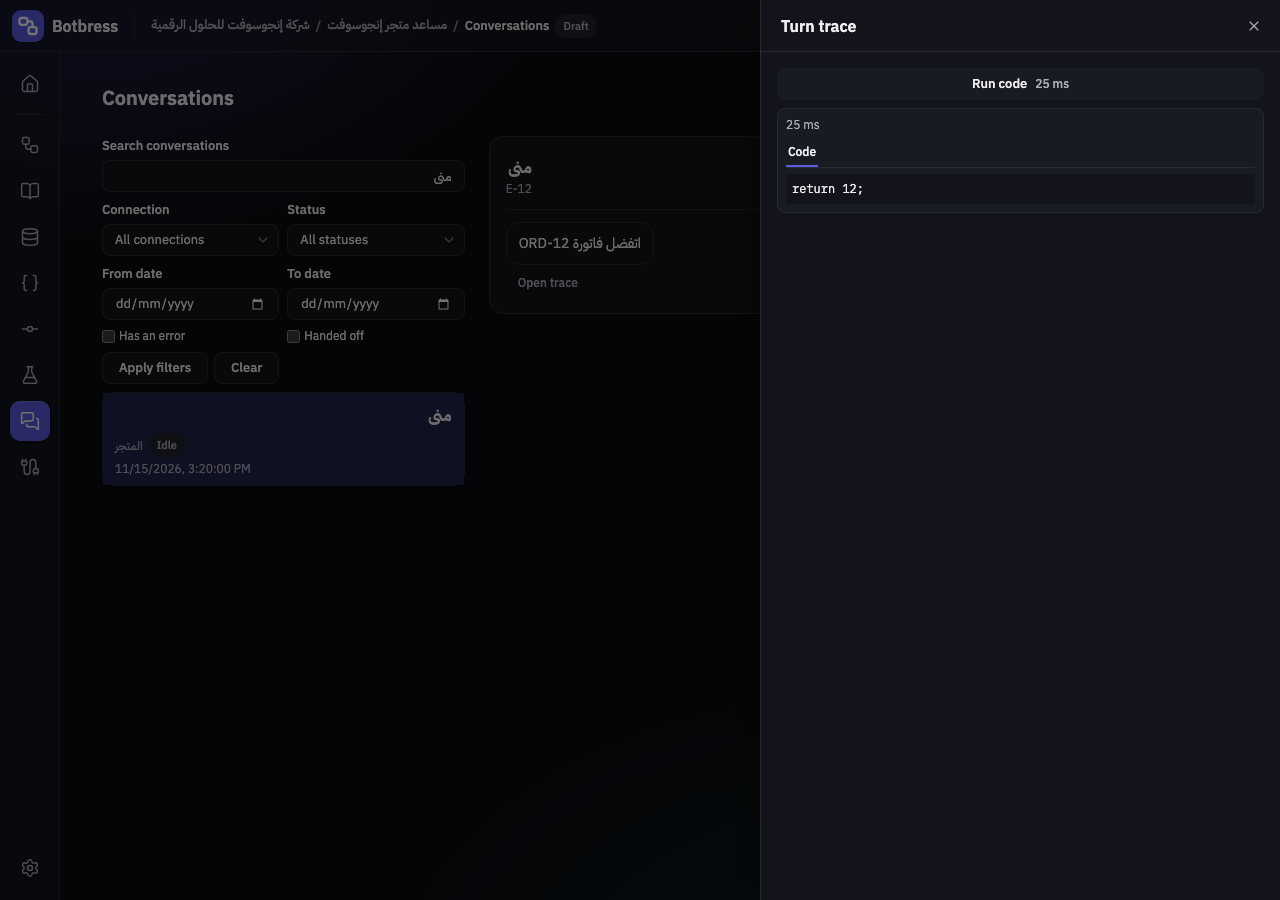 Botbress
شركة إنجوسوفت للحلول الرقمية / مساعد متجر إنجوسوفت / Conversations Draft
Turn trace
Run code 25 ms
25 ms
Code
return 12;
Conversations
Search conversations
منى
Connection Status
All connections All statuses
From date To date
dd/mm/yyyy dd/mm/yyyy
Has an error Handed off
Apply filters Clear
منى
المتجر Idle
11/15/2026, 3:20:00 PM
منى
E-12
اتفضل فاتورة ORD-12
Open trace